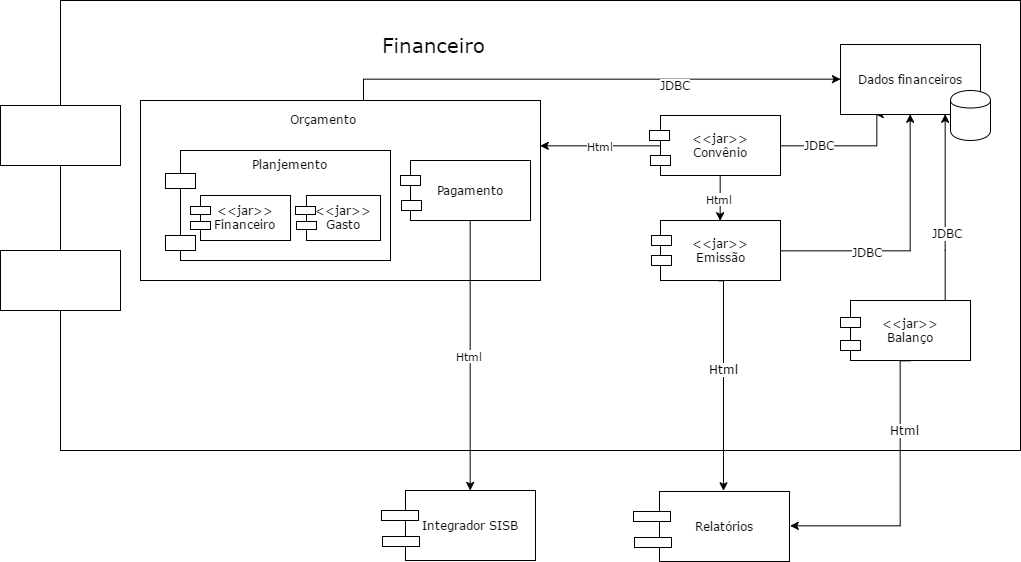 Financeiro
Dados financeiros
JDBC
Orçamento
<<jar>>
Convênio
Html
JDBC
Planjemento
Pagamento
<<jar>>
Financeiro
<<jar>>
Gasto
Html
<<jar>>
Emissão
JDBC
JDBC
<<jar>>
Balanço
Html
Html
Html
Integrador SISB
Relatórios